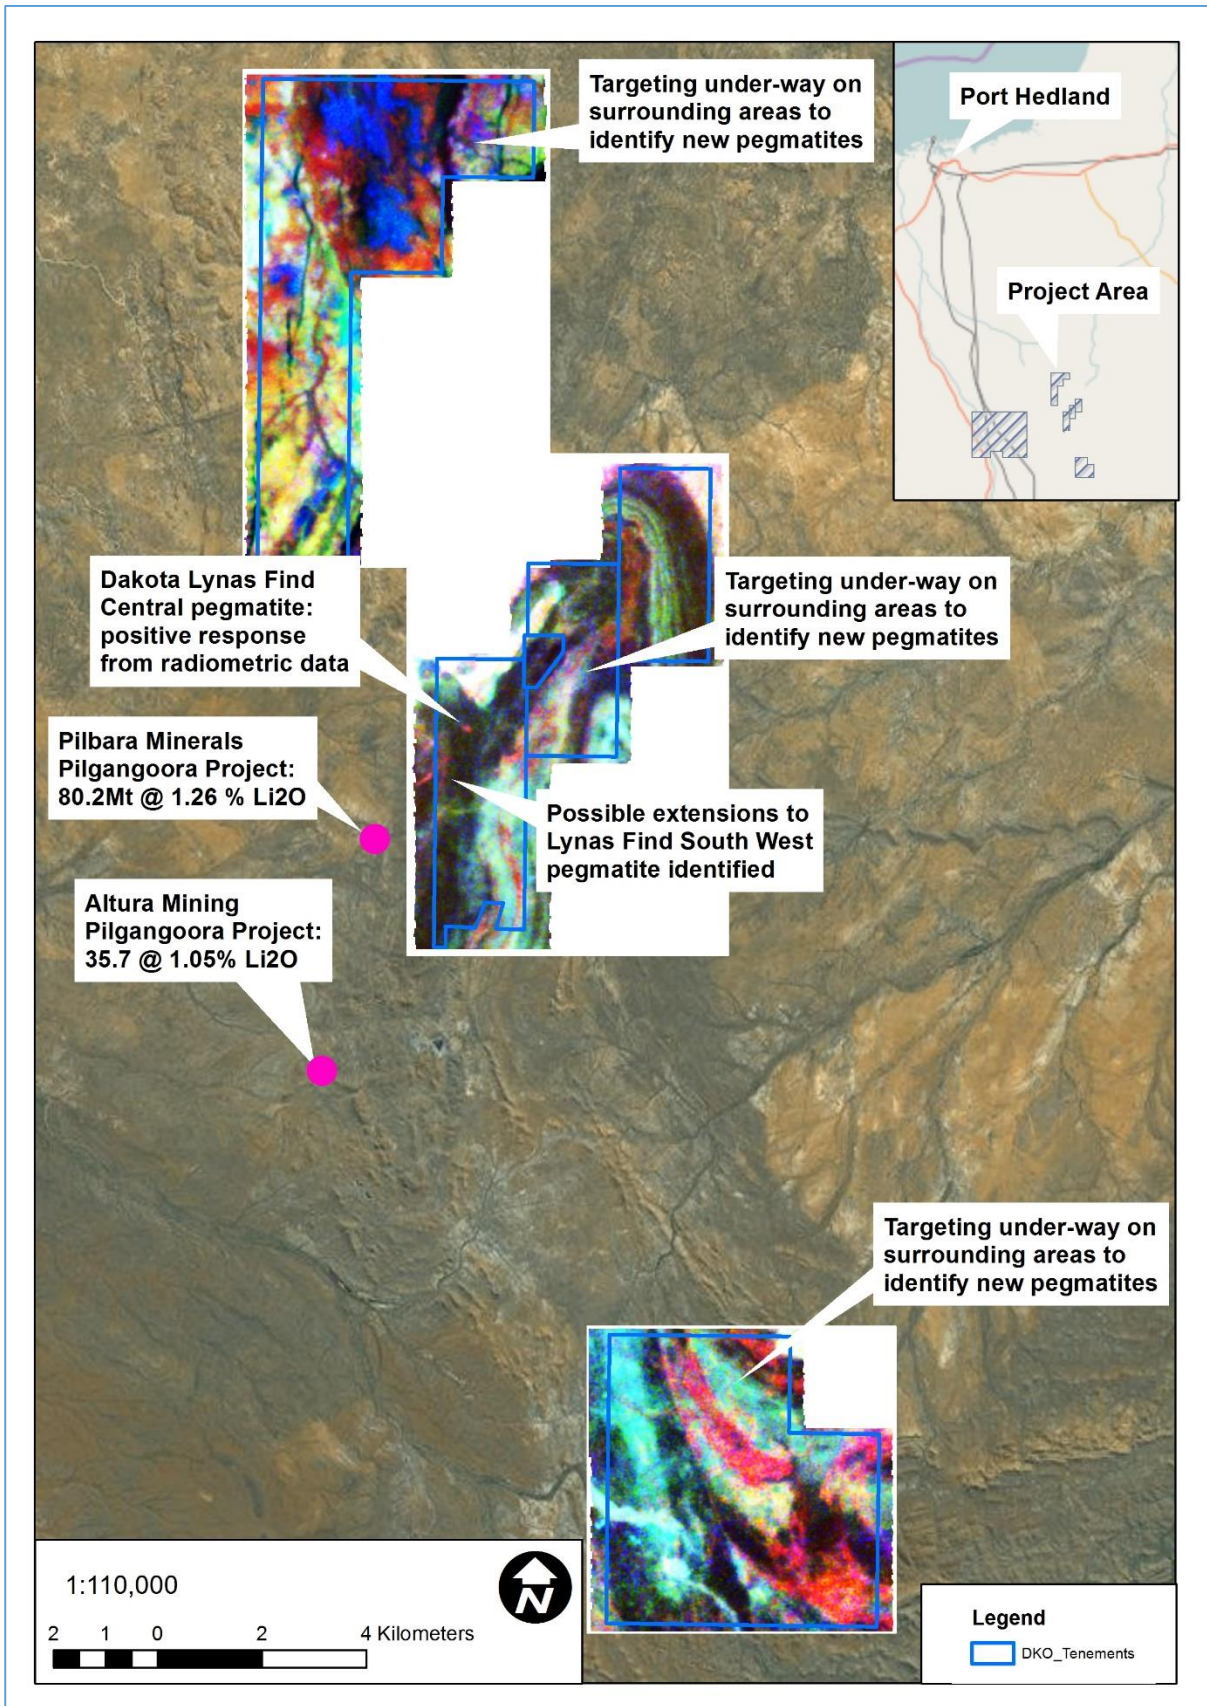 Targeting under-way on
surrounding areas to
identify new pegmatites
Port Hedland
Project Area
Dakota Lynas Find
Central pegmatite:
positive response
from radiometric data
Targeting under-way on
surrounding areas to
identify new pegmatites
Pilbara Minerals
Pilgangoora Project:
80.2Mt @ 1.26 % Li2O
Possible extensions to
Lynas Find South West
pegmatite identified
Altura Mining
Pilgangoora Project:
35.7 @ 1.05% Li2O
Targeting under-way on
surrounding areas to
identify new pegmatites
1:110,000
N
2 1 0 2 4 Kilometers
Legend
DKO_Tenements